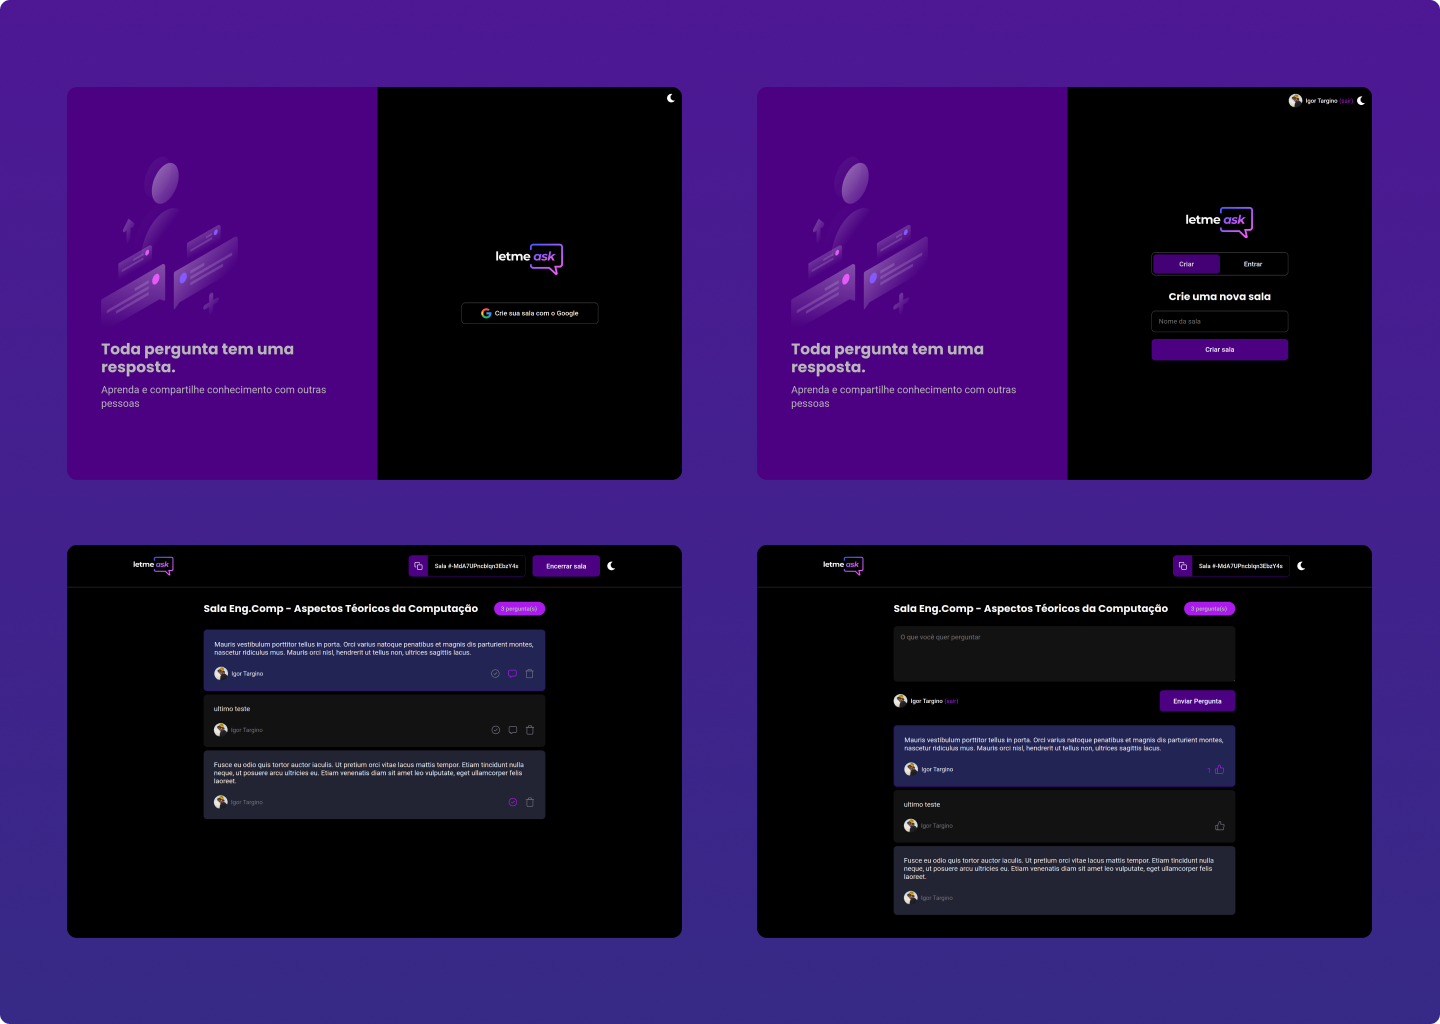 letme ask
Crie sua sala com o Google
Toda pergunta tem uma
resposta.
Aprenda e compartilhe conhecimento com outras
pessoas
Igor Targino (sair)
letme ask
Criar
Entrar
Crie uma nova sala
Nome da sala
Criar sala
Toda pergunta tem uma
resposta.
Aprenda e compartilhe conhecimento com outras
pessoas
letme ask
Sala #-MdA7UPncblqn3EbzY4s
Encerrar sala
Sala Eng.Comp - Aspectos Téoricos da Computação
3 pergunta(s)
Mauris vestibulum porttitor tellus in porta. Orci varius natoque penatibus et magnis dis parturient montes,
nascetur ridiculus mus. Mauris orci nisl, hendrerit ut tellus non, ultrices sagittis lacus.
Igor Targino
ultimo teste
Igor Targino
Fusce eu odio quis tortor auctor iaculis. Ut pretium orci vitae lacus mattis tempor. Etiam tincidunt nulla
neque, ut posuere arcu ultricies eu. Etiam venenatis diam sit amet leo vulputate, eget ullamcorper felis
laoreet.
Igor Targino
letme ask
Sala #-MdA7UPncblqn3EbzY4s
Sala Eng.Comp - Aspectos Téoricos da Computação
3 pergunta(s)
O que você quer perguntar
Igor Targino (sair)
Enviar Pergunta
Mauris vestibulum porttitor tellus in porta. Orci varius natoque penatibus et magnis dis parturient montes,
nascetur ridiculus mus. Mauris orci nisl, hendrerit ut tellus non, ultrices sagittis lacus.
Igor Targino
1
ultimo teste
Igor Targino
Fusce eu odio quis tortor auctor iaculis. Ut pretium orci vitae lacus mattis tempor. Etiam tincidunt nulla
neque, ut posuere arcu ultricies eu. Etiam venenatis diam sit amet leo vulputate, eget ullamcorper felis
laoreet.
Igor Targino